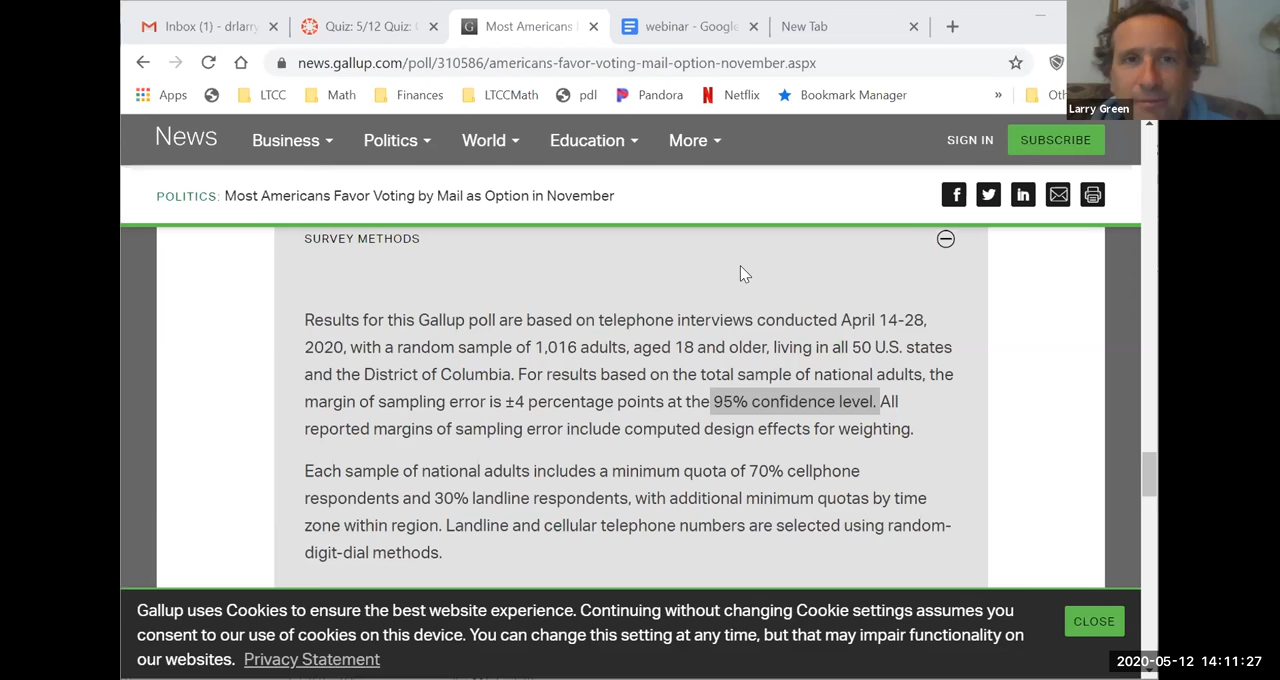 Inbox (1) - drlarry
Quiz: 5/12 Quiz:
Most Americans
webinar - Google
New Tab
news.gallup.com/poll/310586/americans-favor-voting-mail-option-november.aspx
Apps
LTCC
Math
Finances
LTCCMath
pdl
Pandora
Netflix
Bookmark Manager
»
Larry Green
News
Business
Politics
World
Education
More
SIGN IN
SUBSCRIBE
POLITICS: Most Americans Favor Voting by Mail as Option in November
SURVEY METHODS
Results for this Gallup poll are based on telephone interviews conducted April 14-28,
2020, with a random sample of 1,016 adults, aged 18 and older, living in all 50 U.S. states
and the District of Columbia. For results based on the total sample of national adults, the
margin of sampling error is ±4 percentage points at the 95% confidence level. All
reported margins of sampling error include computed design effects for weighting.
Each sample of national adults includes a minimum quota of 70% cellphone
respondents and 30% landline respondents, with additional minimum quotas by time
zone within region. Landline and cellular telephone numbers are selected using random-
digit-dial methods.
Gallup uses Cookies to ensure the best website experience. Continuing without changing Cookie settings assumes you
consent to our use of cookies on this device. You can change this setting at any time, but that may impair functionality on
our websites. Privacy Statement
CLOSE
2020-05-12 14:11:27